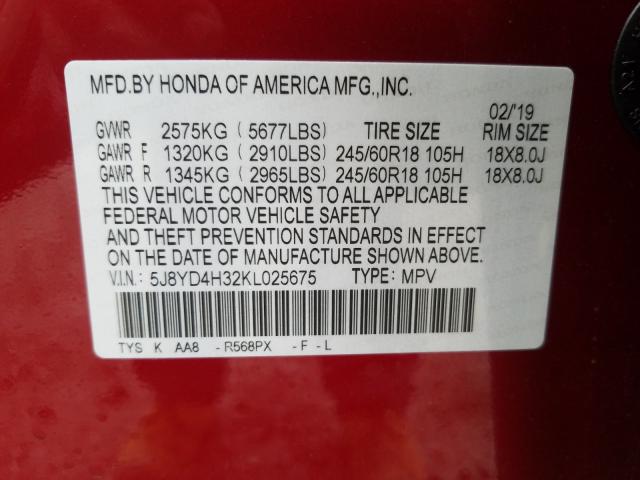 MFD.BY HONDA OF AMERICA MFG.,INC.
02/'19
GVWR 2575KG ( 5677LBS) TIRE SIZE RIM SIZE
GAWR F 1320KG ( 2910LBS) 245/60R18 105H 18X8.0J
GAWR R 1345KG ( 2965LBS) 245/60R18 105H 18X8.0J
THIS VEHICLE CONFORMS TO ALL APPLICABLE
FEDERAL MOTOR VEHICLE SAFETY
AND THEFT PREVENTION STANDARDS IN EFFECT
ON THE DATE OF MANUFACTURE SHOWN ABOVE.
V.I.N.: 5J8YD4H32KL025675 TYPE: MPV
TYS K AA8 - R568PX - F - L